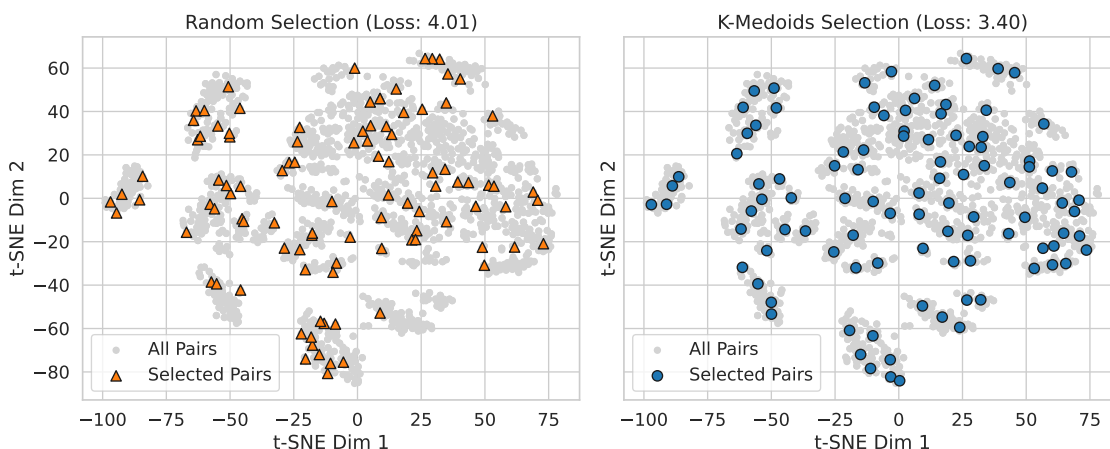 Random Selection (Loss: 4.01)
60
40
20
0
−20
−40
−60
−80
t-SNE Dim 2
All Pairs
Selected Pairs
−100 −75 −50 −25 0 25 50 75
t-SNE Dim 1
K-Medoids Selection (Loss: 3.40)
t-SNE Dim 2
All Pairs
Selected Pairs
−100 −75 −50 −25 0 25 50 75
t-SNE Dim 1